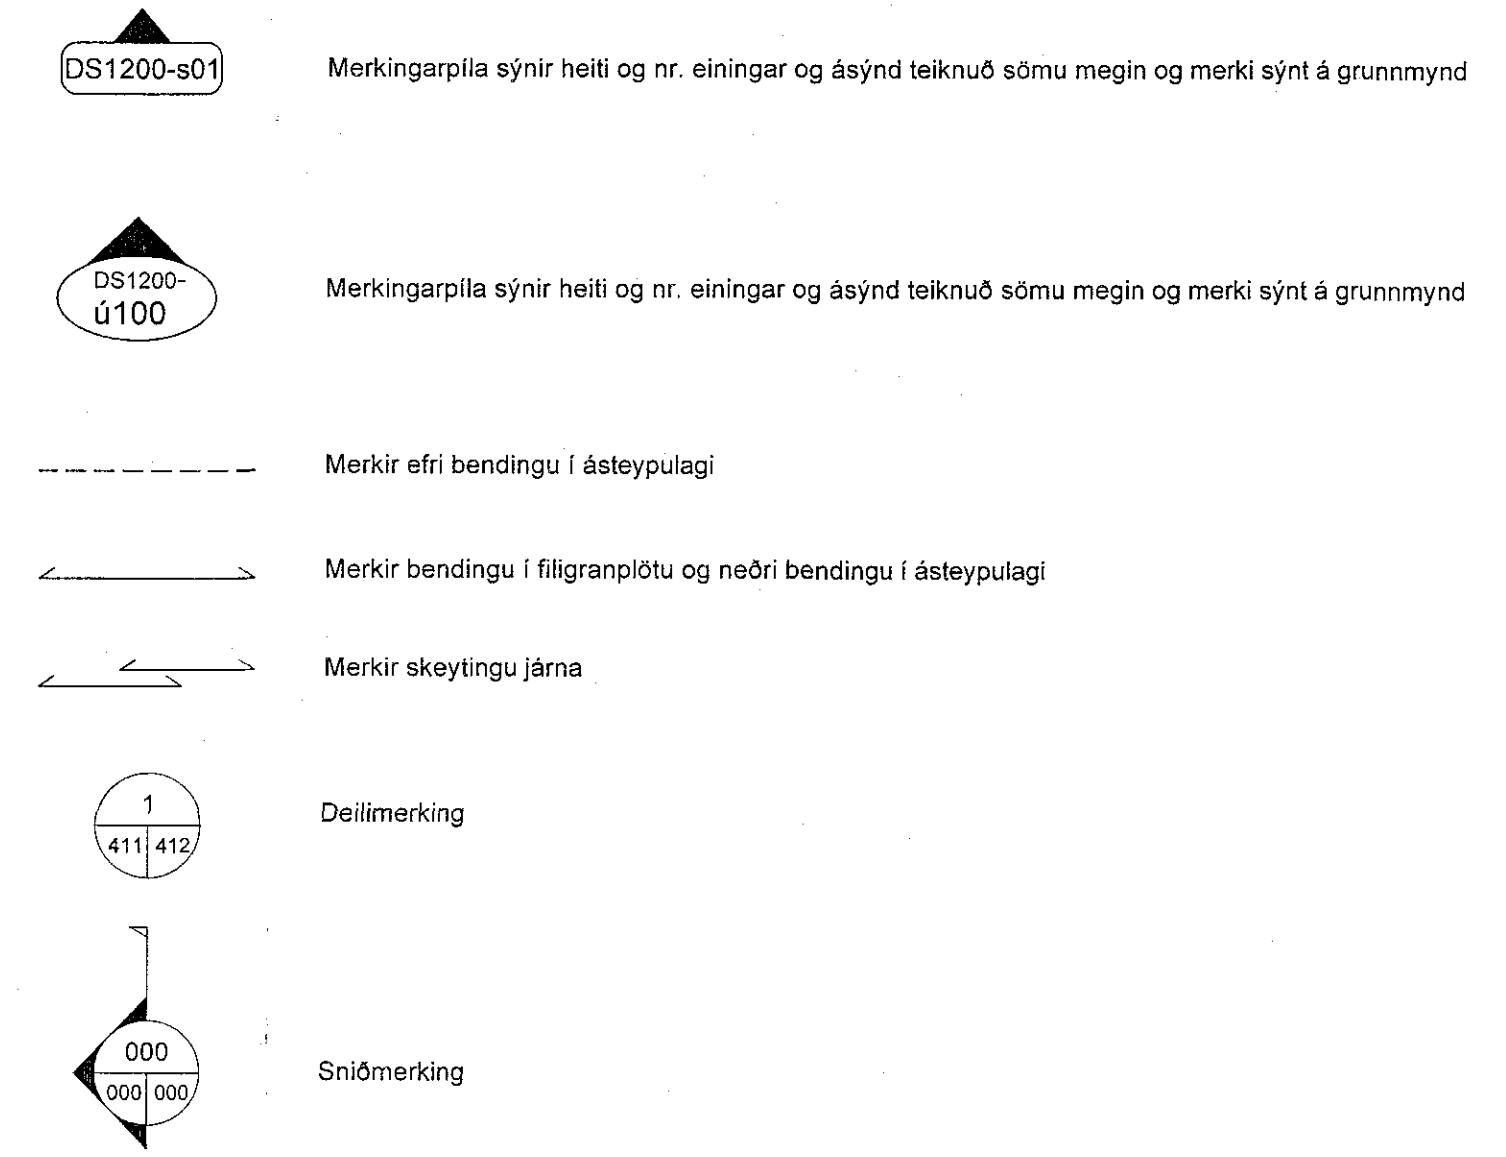 DS1200-s01
Merkingarpíla sýnir heiti og nr. einingar og ásýnd teiknuð sömu megin og merki sýnt á grunnmynd
DS1200-
ú100
Merkingarpíla sýnir heiti og nr. einingar og ásýnd teiknuð sömu megin og merki sýnt á grunnmynd
Merkir efri bendingu í ásteypulagi
Merkir bendingu í filigranplötu og neðri bendingu í ásteypulagi
Merkir skeytingu járna
1
411 412
Deilimerking
000
000 000
Sniðmerking